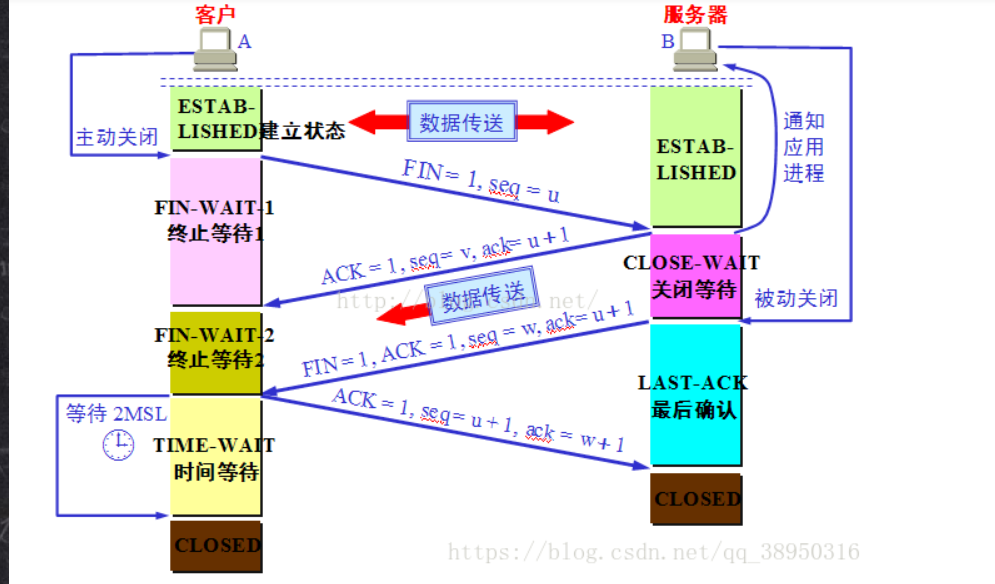 客户
服务器
A
B
ESTAB-
LISHED建立状态
数据传送
主动关闭
ESTAB-
LISHED
通知
应用
进程
FIN= 1, seq = u
FIN-WAIT-1
终止等待1
ACK = 1, seq= v, ack= u+1
CLOSE-WAIT
关闭等待
数据传送
被动关闭
FIN-WAIT-2
终止等待2
FIN=1, ACK = 1, seq = w, ack= u+1
LAST-ACK
最后确认
等待 2MSL
ACK = 1, seq= u+1, ack = w+1
TIME-WAIT
时间等待
CLOSED
CLOSED
https://blog.csdn.net/qq_38950316